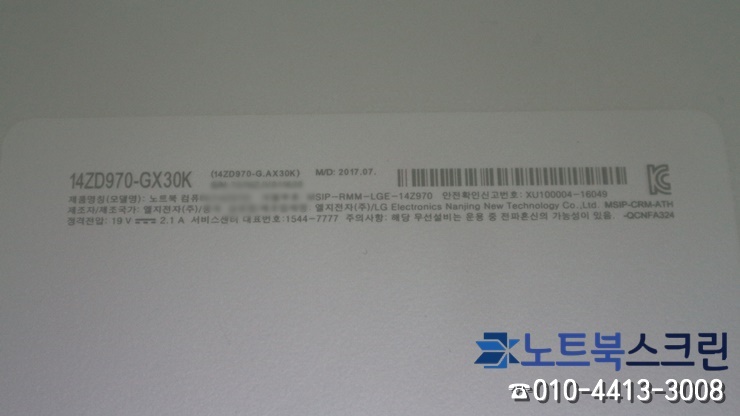 14ZD970-GX30K (14ZD970-G.AX30K) M/D: 2017.07.
제품명칭(모델명): 노트북 컴퓨 MSIP-RMM-LGE-14Z970 안전확인신고번호: XU100004-16049
제조자/제조국가: 엘지전자(주)/ 엘지전자(주)/LG Electronics Nanjing New Technology Co.,Ltd. MSIP-CRM-ATH
정격전압: 19 V 2.1 A 서비스센터 대표번호:1544-7777 주의사항: 해당 무선설비는 운용 중 전파혼신의 가능성이 있음. -QCNFA324
노트북스크린
☎010-4413-3008